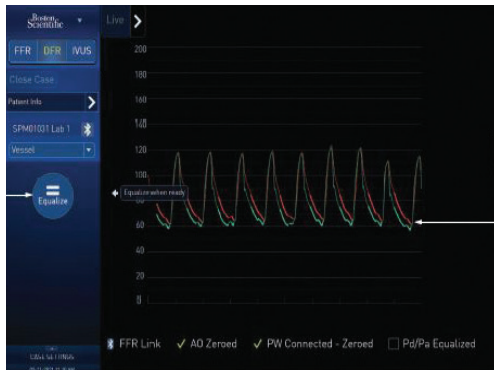 Boston
Scientific
Live
FFR DFR IVUS
Close Case
Patient Info
SPM01031 Lab 1
Vessel
Equalize
Equalize when ready
200
180
160
140
120
100
80
60
40
20
0
FFR Link AO Zeroed PW Connected - Zeroed Pd/Pa Equalized
CASE SETTINGS